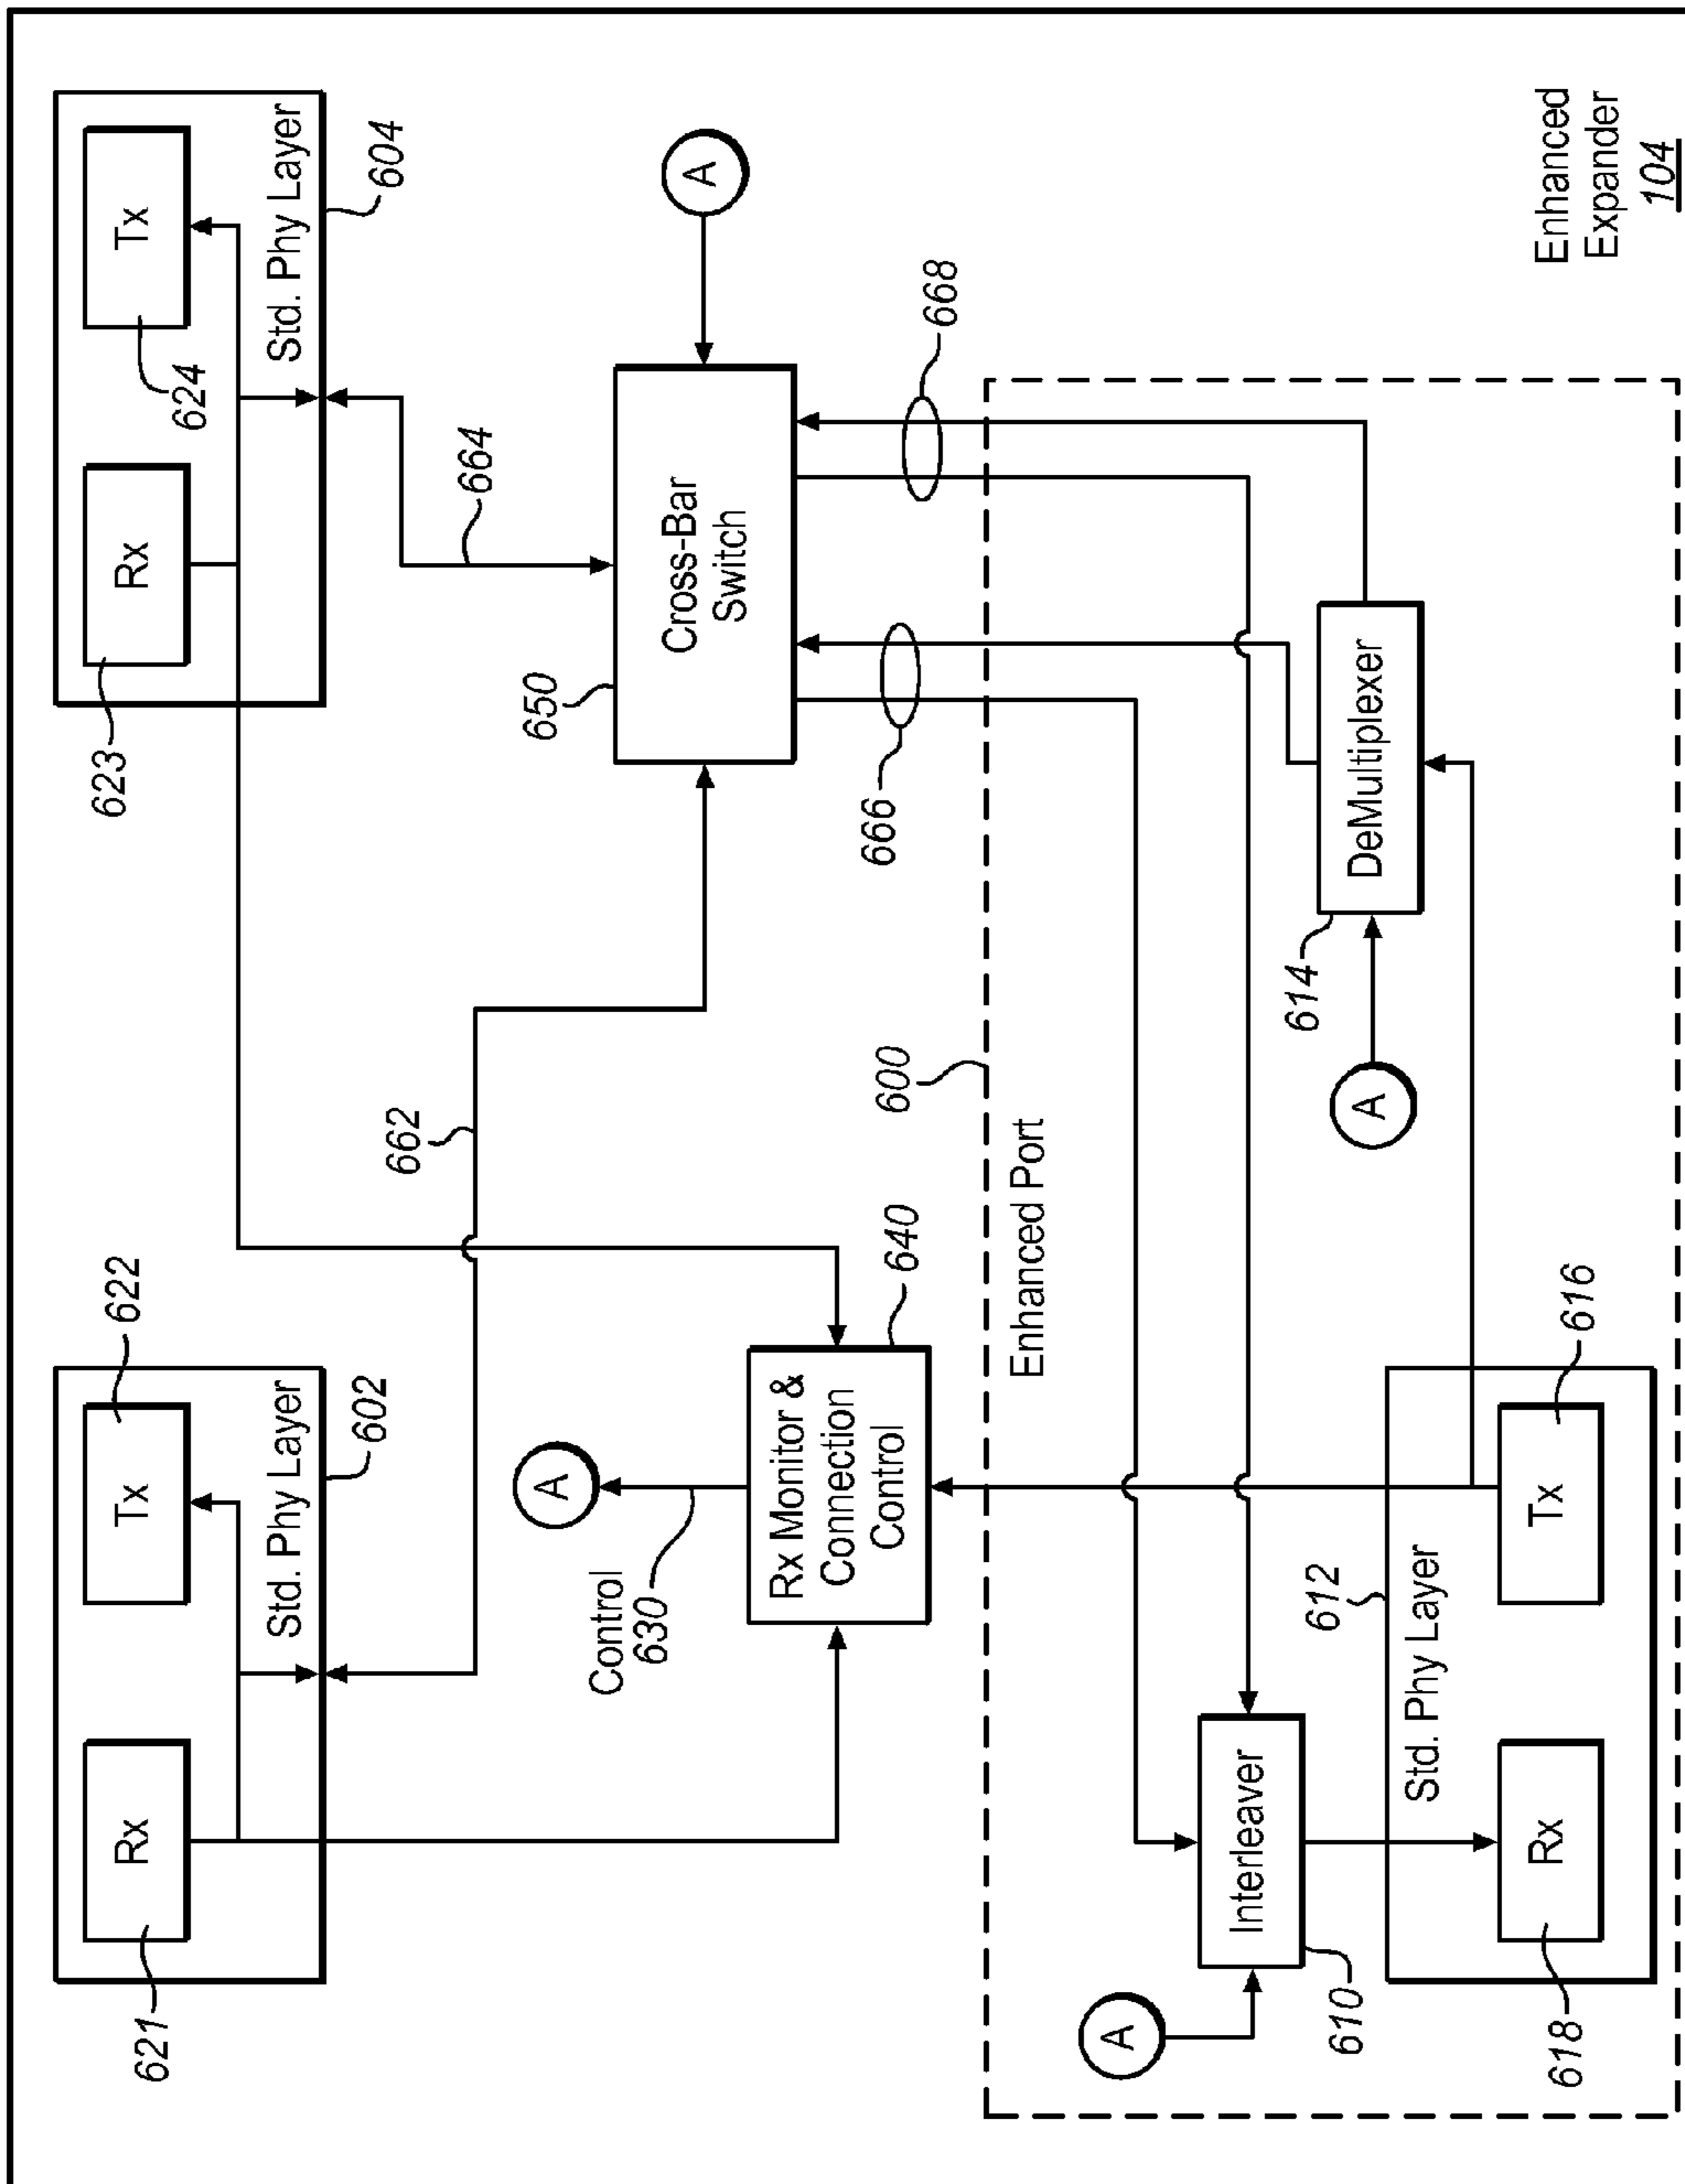 621
Rx
Tx
622
Std. Phy Layer
602
623
Rx
Tx
624
Std. Phy Layer
604
662
664
A
Control
630
Rx Monitor &
Connection
Control
640
650
Cross-Bar
Switch
A
666
668
600
Enhanced Port
A
Interleaver
610
612
Std. Phy Layer
Rx
618
Tx
616
614
A
DeMultiplexer
Enhanced
Expander
104